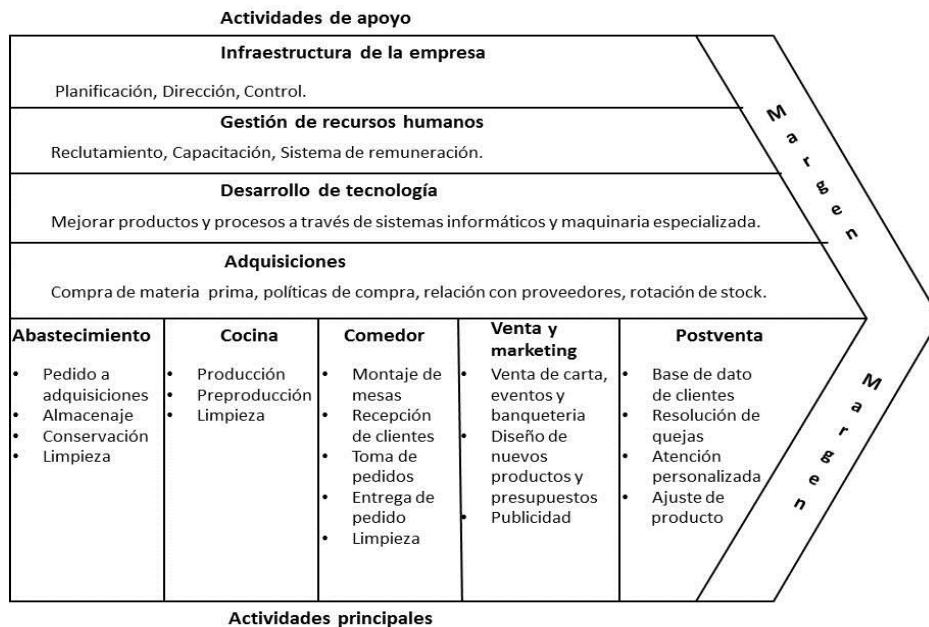 Actividades de apoyo
Infraestructura de la empresa
Planificación, Dirección, Control.
Gestión de recursos humanos
Reclutamiento, Capacitación, Sistema de remuneración.
Desarrollo de tecnología
Mejorar productos y procesos a través de sistemas informáticos y maquinaria especializada.
Adquisiciones
Compra de materia prima, políticas de compra, relación con proveedores, rotación de stock.
Margen
Abastecimiento
• Pedido a
adquisiciones
• Almacenaje
• Conservación
• Limpieza
Cocina
• Producción
• Preproducción
• Limpieza
Comedor
• Montaje de
mesas
• Recepción
de clientes
• Toma de
pedidos
• Entrega de
pedido
• Limpieza
Venta y
marketing
• Venta de carta,
eventos y
banqueteria
• Diseño de
nuevos
productos y
presupuestos
• Publicidad
Postventa
• Base de dato
de clientes
• Resolución de
quejas
• Atención
personalizada
• Ajuste de
producto
Margen
Actividades principales